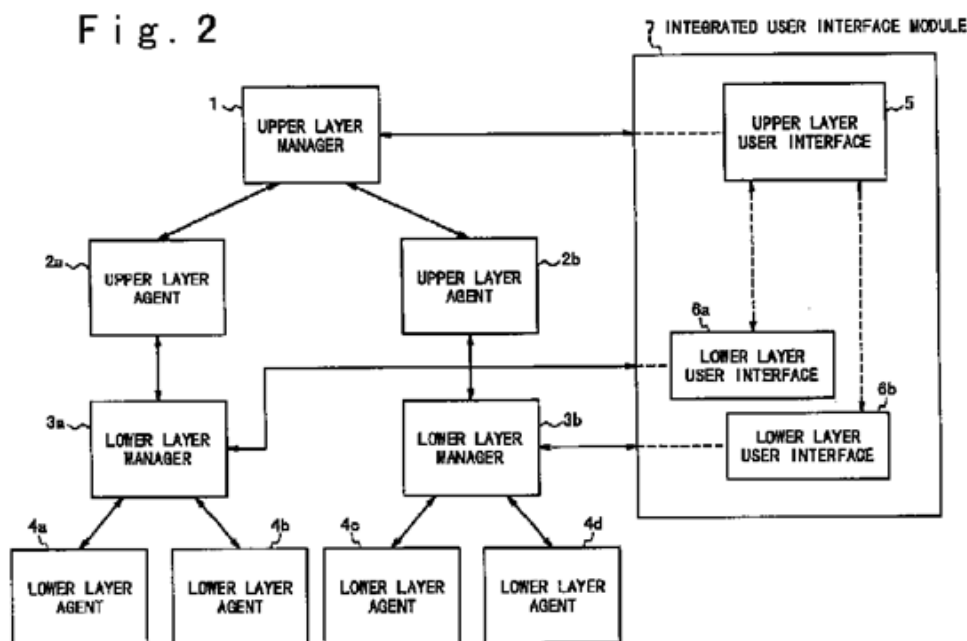 Fig. 2
7 INTEGRATED USER INTERFACE MODULE
1
UPPER LAYER
MANAGER
5
UPPER LAYER
USER INTERFACE
2a
UPPER LAYER
AGENT
2b
UPPER LAYER
AGENT
6a
LOWER LAYER
USER INTERFACE
6b
LOWER LAYER
USER INTERFACE
3a
LOWER LAYER
MANAGER
3b
LOWER LAYER
MANAGER
4a
LOWER LAYER
AGENT
4b
LOWER LAYER
AGENT
4c
LOWER LAYER
AGENT
4d
LOWER LAYER
AGENT